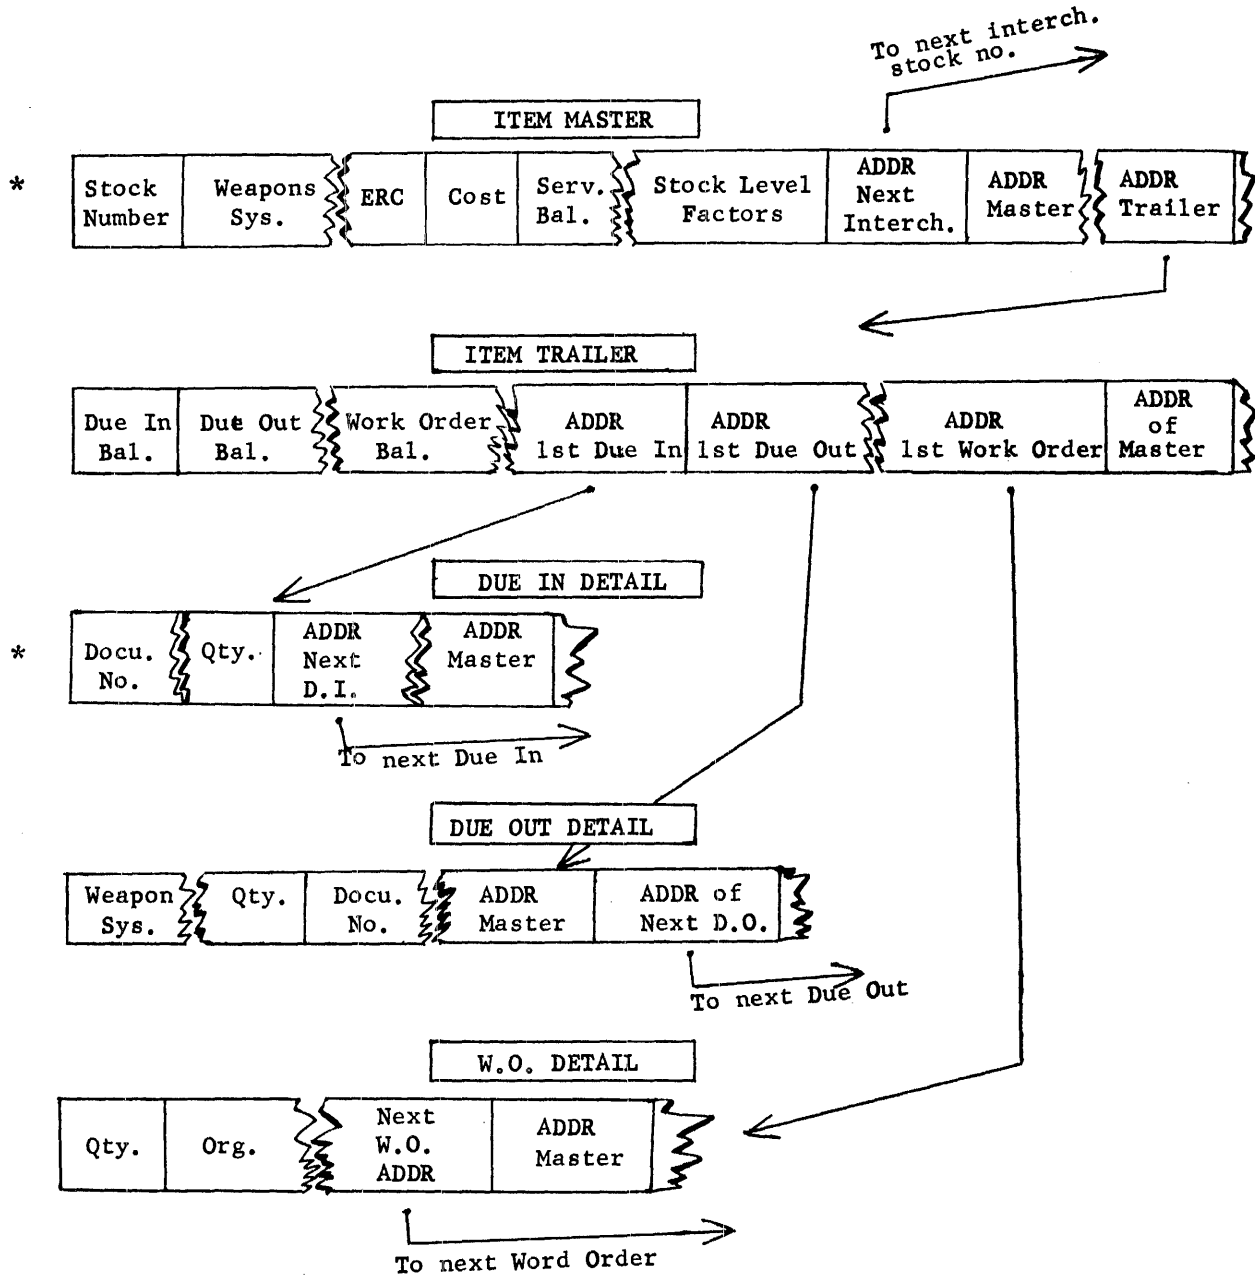 To next interch.
stock no.
ITEM MASTER
*
Stock
Number
Weapons
Sys.
ERC
Cost
Serv.
Bal.
Stock Level
Factors
ADDR
Next
Interch.
ADDR
Master
ADDR
Trailer
ITEM TRAILER
Due In
Bal.
Due Out
Bal.
Work Order
Bal.
ADDR
1st Due In
ADDR
1st Due Out
ADDR
1st Work Order
ADDR
of
Master
DUE IN DETAIL
*
Docu.
No.
Qty.
ADDR
Next
D.I.
ADDR
Master
To next Due In
DUE OUT DETAIL
Weapon
Sys.
Qty.
Docu.
No.
ADDR
Master
ADDR of
Next D.O.
To next Due Out
W.O. DETAIL
Qty.
Org.
Next
W.O.
ADDR
ADDR
Master
To next Word Order